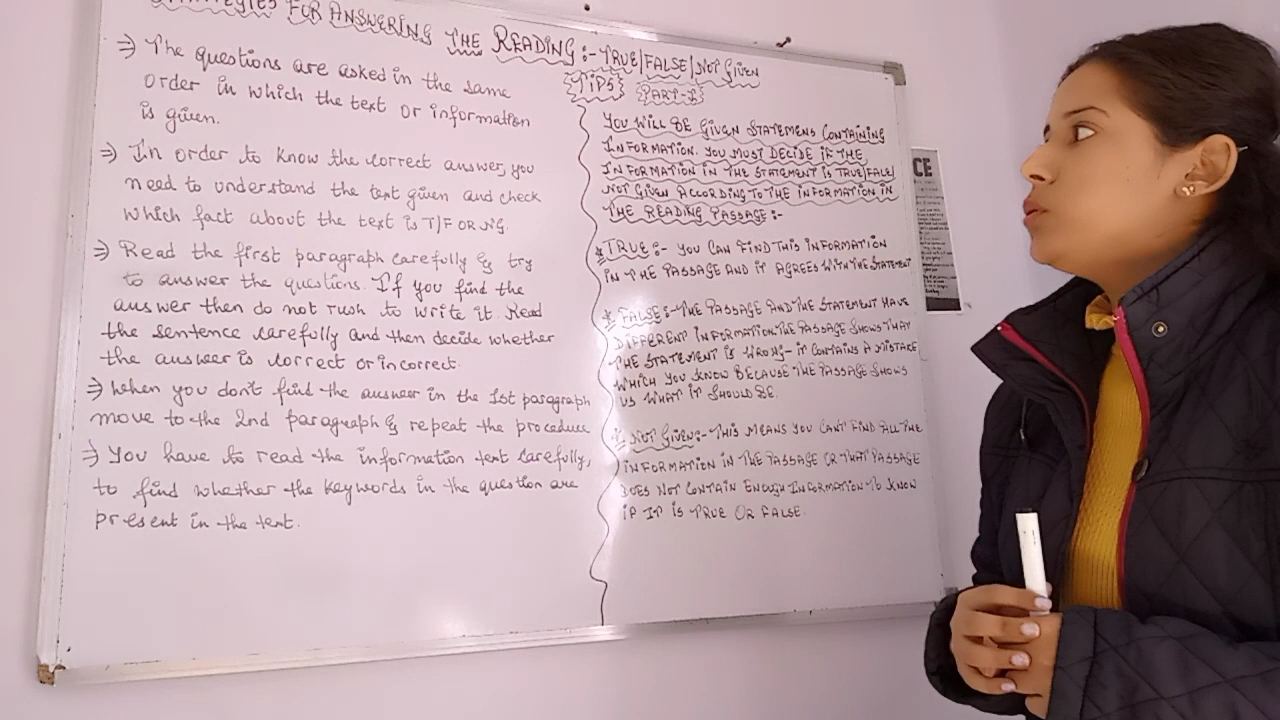 STRATEGIES FOR ANSWERING THE READING :- TRUE/FALSE/NOT GIVEN
⇒ The questions are asked in the same
order in which the text or information
is given.
⇒ In order to know the correct answer, you
need to understand the text given and check
which fact about the text is T/F OR NG.
⇒ Read the first paragraph carefully & try
to answer the questions. If you find the
answer then do not rush to write it. Read
the sentence carefully and then decide whether
the answer is correct or incorrect.
⇒ When you don't find the answer in the 1st paragraph
move to the 2nd paragraph & repeat the procedure
⇒ You have to read the information text carefully,
to find whether the keywords in the question are
present in the text.
TIPS PART-I
YOU WILL BE GIVEN STATEMENS CONTAINING
INFORMATION. YOU MUST DECIDE IF THE
INFORMATION IN THE STATEMENT IS TRUE/FALE/
NOT GIVEN ACCORDING TO THE INFORMATION IN
THE READING PASSAGE:-
* TRUE:- YOU CAN FIND THIS INFORMATION
IN THE PASSAGE AND IT AGREES WITH THE STATEMENT
* FALSE:- THE PASSAGE AND THE STATEMENT HAVE
DIFFERENT INFORMATION. THE PASSAGE SHOWS THAT
THE STATEMENT IS WRONG- IT CONTAINS A MISTAKE
WHICH YOU KNOW BECAUSE THE PASSAGE SHOWS
US WHAT IT SHOULD BE.
* NOT GIVEN:- THIS MEANS YOU CANT FIND ALL THE
INFORMATION IN THE PASSAGE OR THAT PASSAGE
DOES NOT CONTAIN ENOUGH INFORMATION TO KNOW
IF IT IS TRUE OR FALSE.
CE